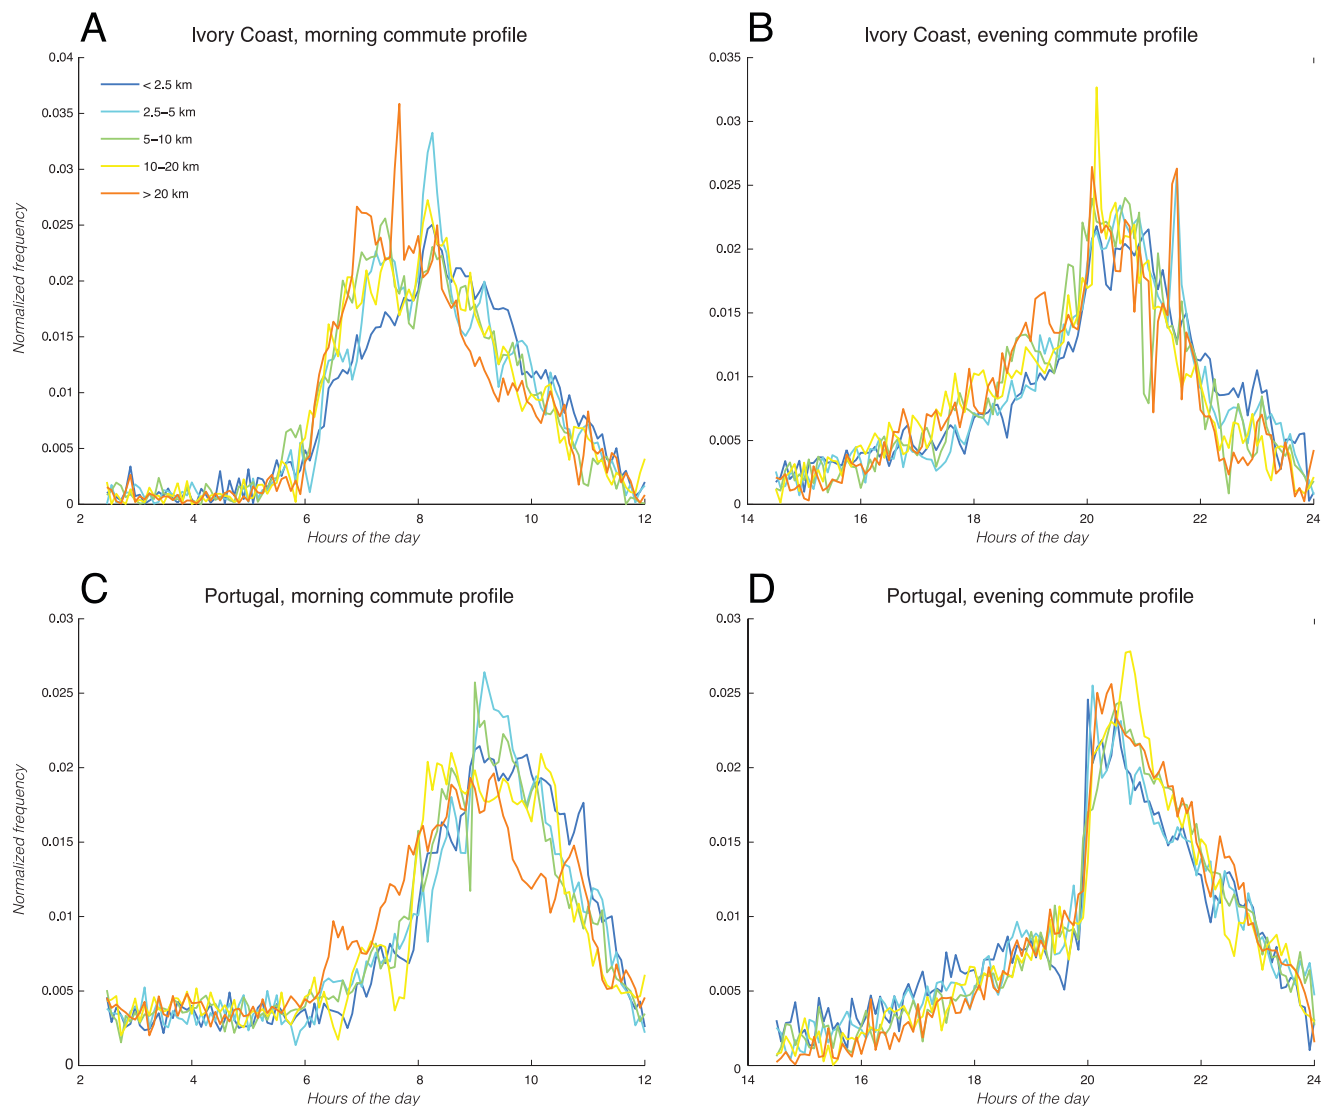 A
Ivory Coast, morning commute profile
0.04
0.035
0.03
0.025
0.02
0.015
0.01
0.005
0
Normalized frequency
< 2.5 km
2.5–5 km
5–10 km
10–20 km
> 20 km
2
4
6
8
10
12
Hours of the day
B
Ivory Coast, evening commute profile
0.035
0.03
0.025
0.02
0.015
0.01
0.005
0
14
16
18
20
22
24
Hours of the day
C
Portugal, morning commute profile
0.03
0.025
0.02
0.015
0.01
0.005
0
Normalized frequency
2
4
6
8
10
12
Hours of the day
D
Portugal, evening commute profile
0.03
0.025
0.02
0.015
0.01
0.005
0
14
16
18
20
22
24
Hours of the day